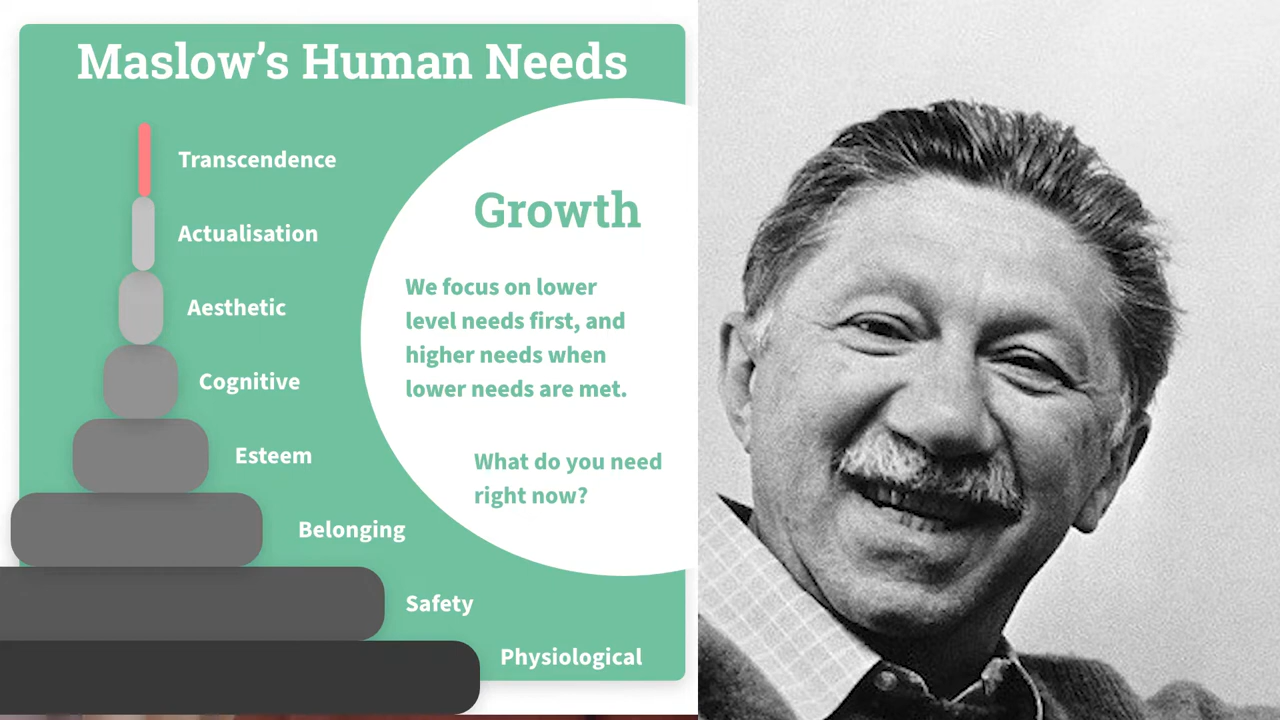 Maslow’s Human Needs
Transcendence
Actualisation
Aesthetic
Cognitive
Esteem
Belonging
Safety
Physiological
Growth
We focus on lower
level needs first, and
higher needs when
lower needs are met.
What do you need
right now?